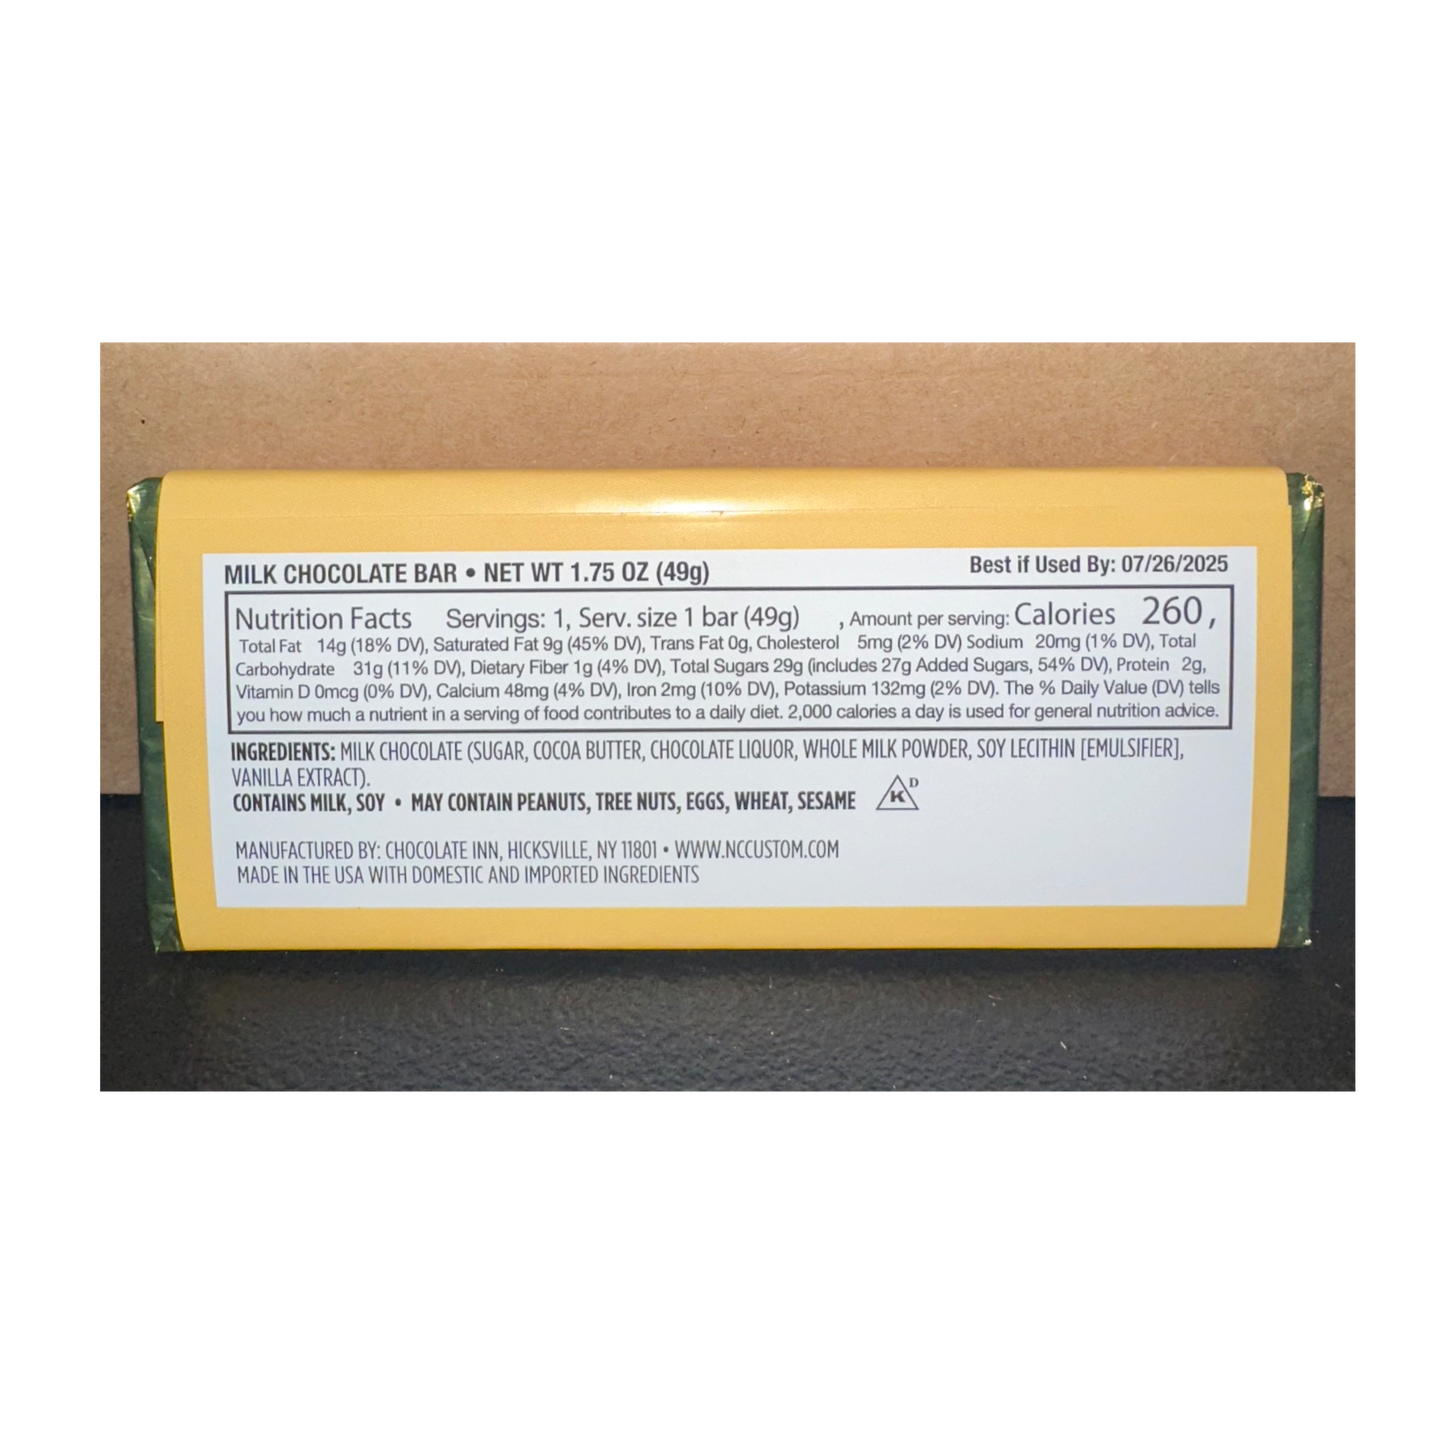 MILK CHOCOLATE BAR • NET WT 1.75 OZ (49g)
Best if Used By: 07/26/2025
Nutrition Facts Servings: 1, Serv. size 1 bar (49g) , Amount per serving: Calories 260,
Total Fat 14g (18% DV), Saturated Fat 9g (45% DV), Trans Fat 0g, Cholesterol 5mg (2% DV) Sodium 20mg (1% DV), Total
Carbohydrate 31g (11% DV), Dietary Fiber 1g (4% DV), Total Sugars 29g (includes 27g Added Sugars, 54% DV), Protein 2g,
Vitamin D 0mcg (0% DV), Calcium 48mg (4% DV), Iron 2mg (10% DV), Potassium 132mg (2% DV). The % Daily Value (DV) tells
you how much a nutrient in a serving of food contributes to a daily diet. 2,000 calories a day is used for general nutrition advice.
INGREDIENTS: MILK CHOCOLATE (SUGAR, COCOA BUTTER, CHOCOLATE LIQUOR, WHOLE MILK POWDER, SOY LECITHIN [EMULSIFIER],
VANILLA EXTRACT).
CONTAINS MILK, SOY • MAY CONTAIN PEANUTS, TREE NUTS, EGGS, WHEAT, SESAME K D
MANUFACTURED BY: CHOCOLATE INN, HICKSVILLE, NY 11801 • WWW.NCCUSTOM.COM
MADE IN THE USA WITH DOMESTIC AND IMPORTED INGREDIENTS